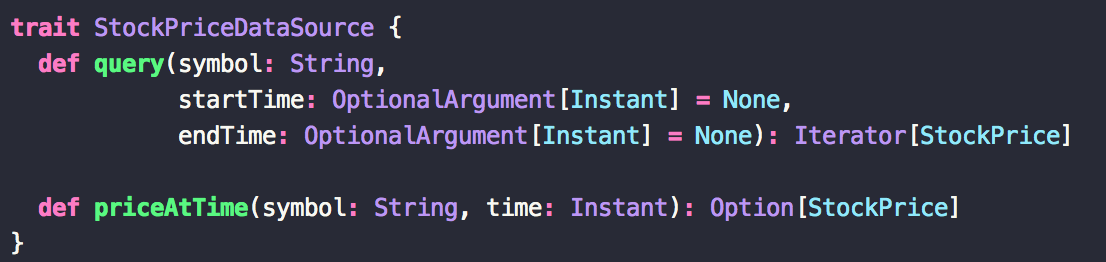 trait StockPriceDataSource {
  def query(symbol: String,
            startTime: OptionalArgument[Instant] = None,
            endTime: OptionalArgument[Instant] = None): Iterator[StockPrice]

  def priceAtTime(symbol: String, time: Instant): Option[StockPrice]
}